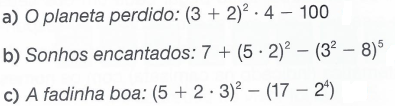 a) O planeta perdido: (3 + 2)² · 4 − 100
b) Sonhos encantados: 7 + (5 · 2)² − (3² − 8)⁵
c) A fadinha boa: (5 + 2 · 3)² − (17 − 2⁴)